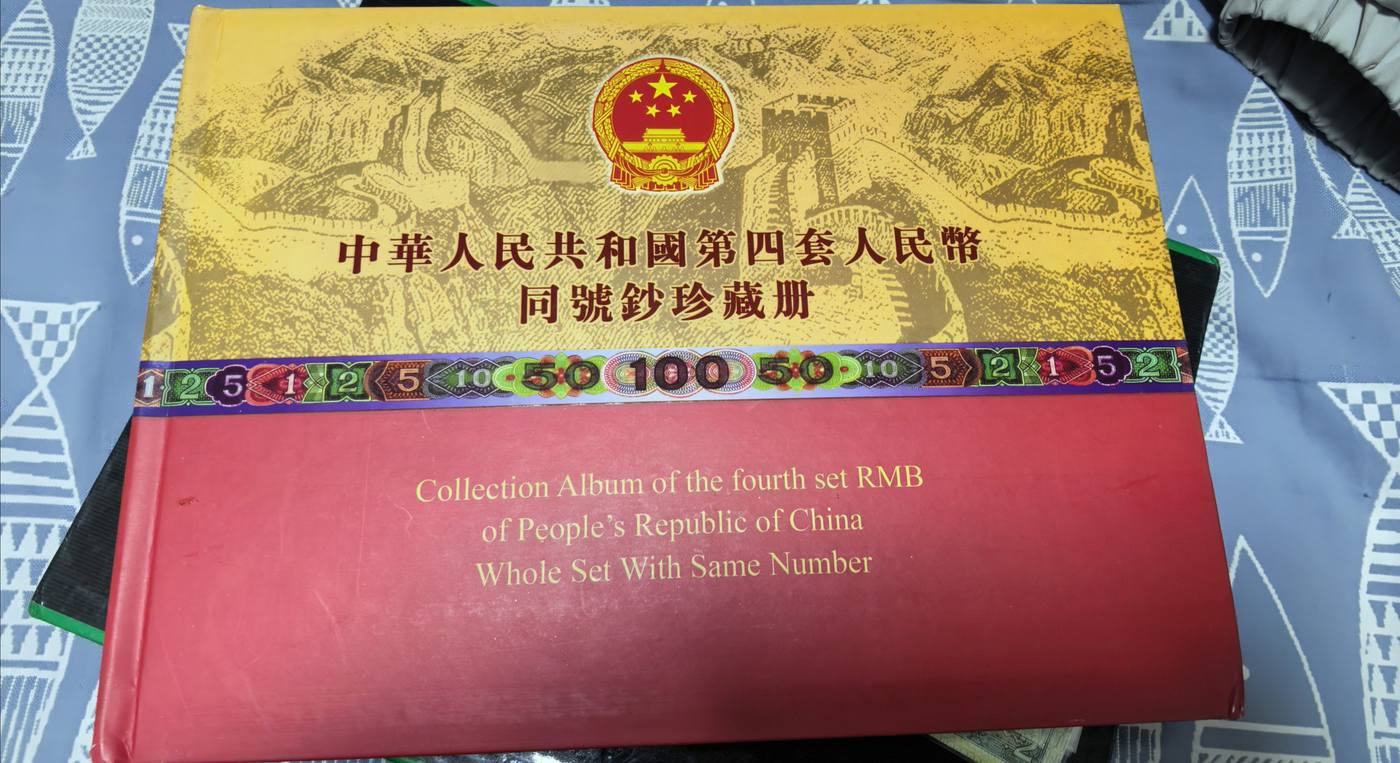 中華人民共和國第四套人民幣
同號鈔珍藏册
1 2 5 1 2 5 10 50 100 50 10 5 2 1 5 2
Collection Album of the fourth set RMB
of People's Republic of China
Whole Set With Same Number